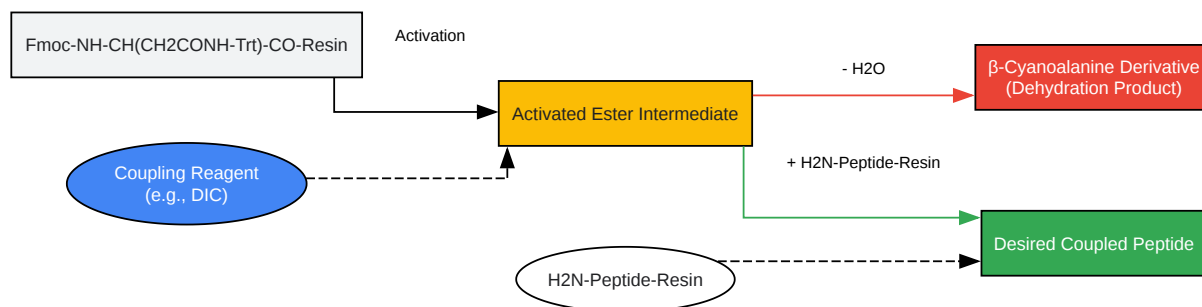 Fmoc-NH-CH(CH2CONH-Trt)-CO-Resin
Activation
Coupling Reagent
(e.g., DIC)
Activated Ester Intermediate
- H2O
β-Cyanoalanine Derivative
(Dehydration Product)
+ H2N-Peptide-Resin
Desired Coupled Peptide
H2N-Peptide-Resin